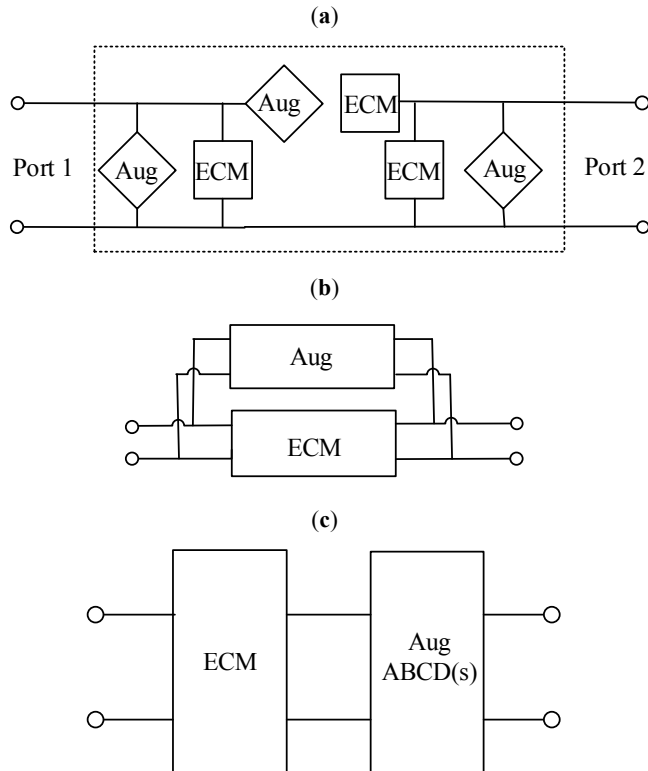 (a)
Aug
ECM
Port 1
Aug
ECM
ECM
Aug
Port 2
(b)
Aug
ECM
(c)
ECM
Aug
ABCD(s)